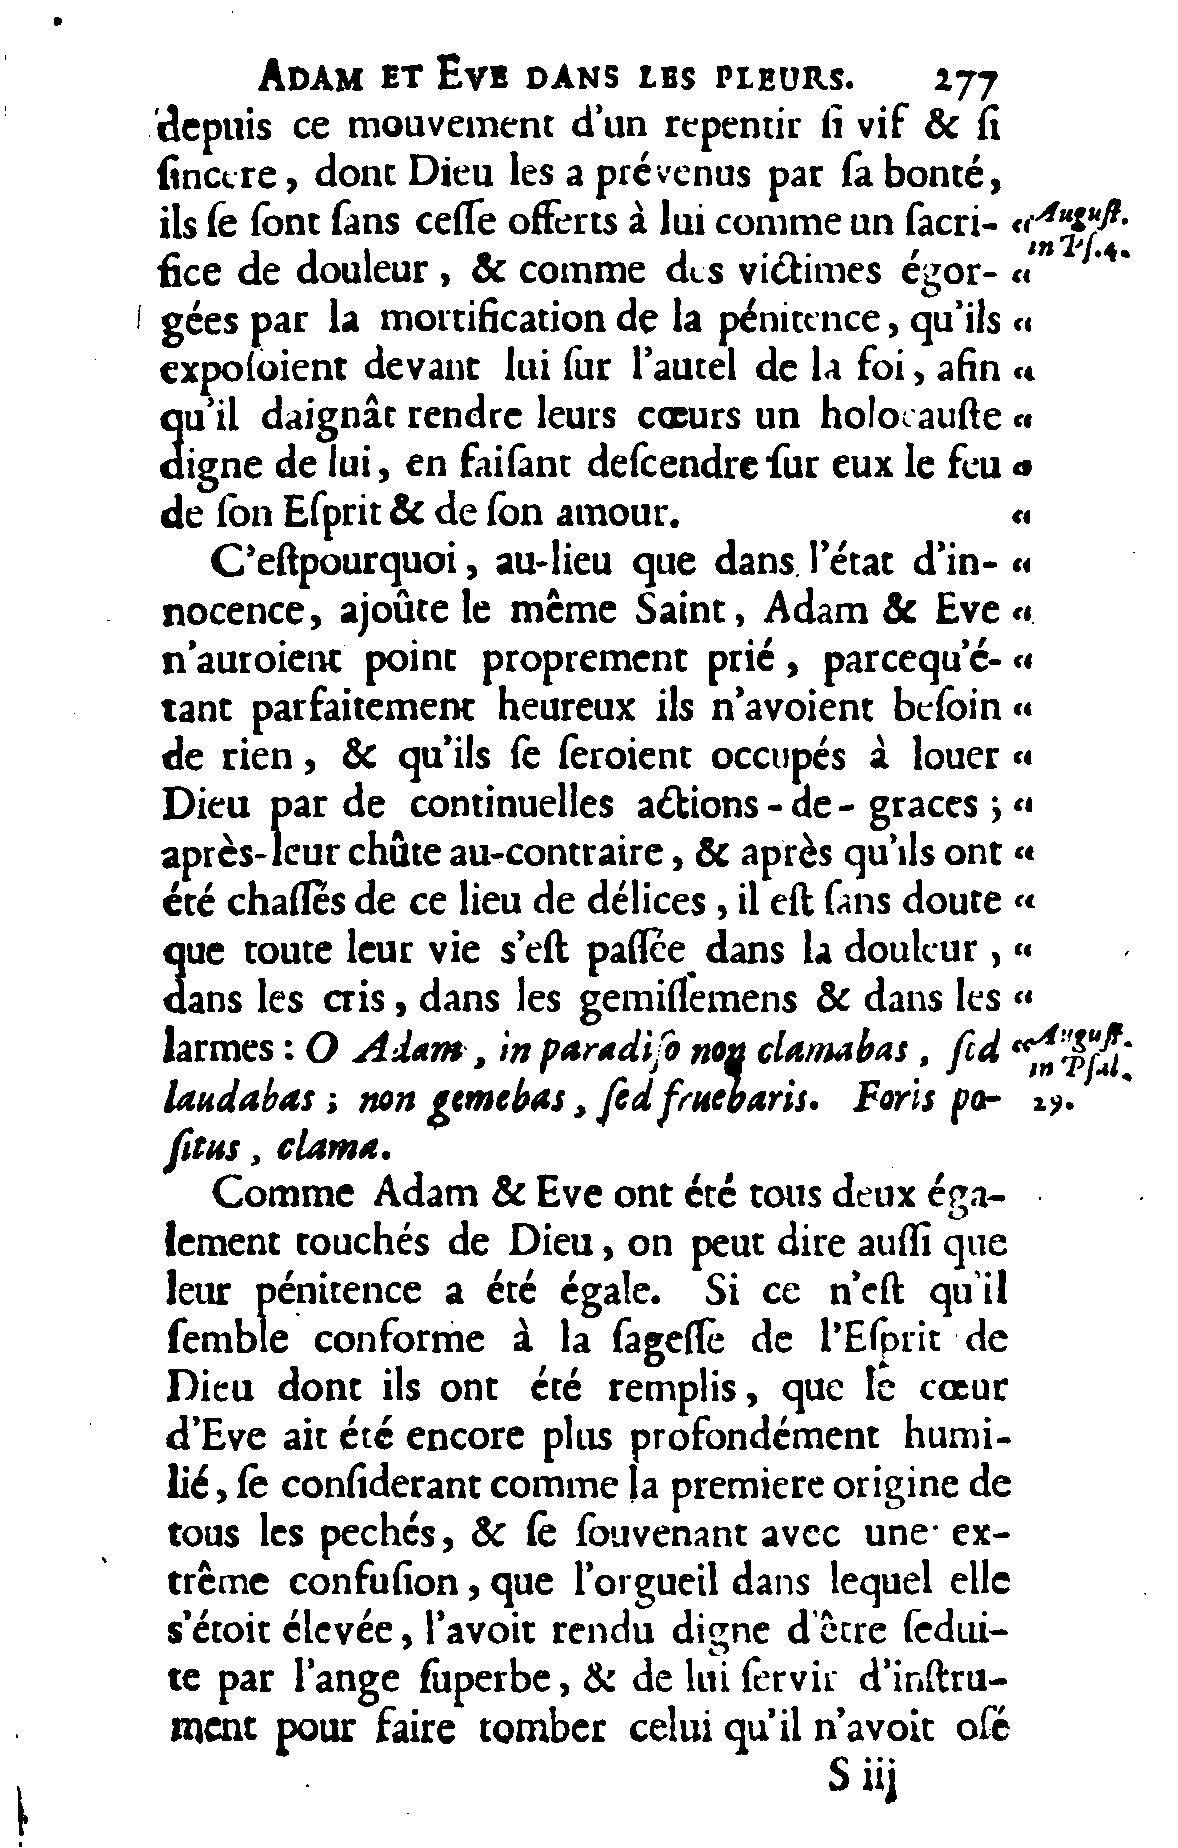 ADAM ET EVE DANS LES PLEURS. 277
depuis ce mouvement d'un repentir ſi vif & ſi
ſincere, dont Dieu les a prévenus par ſa bonté,
ils ſe ſont ſans ceſſe offerts à lui comme un ſacri- “ Auguſt.
fice de douleur, & comme des victimes égor- “ in Pſ. 4.
gées par la mortification de la pénitence, qu'ils “
expoſoient devant lui ſur l'autel de la foi, afin “
qu'il daignât rendre leurs cœurs un holocauſte “
digne de lui, en faiſant deſcendre ſur eux le feu “
de ſon Eſprit & de ſon amour. “
C'eſtpourquoi, au-lieu que dans l'état d'in- “
nocence, ajoûte le même Saint, Adam & Eve “
n'auroient point proprement prié, parcequ'é- “
tant parfaitement heureux ils n'avoient beſoin “
de rien, & qu'ils ſe ſeroient occupés à louer “
Dieu par de continuelles actions-de-graces; “
après-leur chûte au-contraire, & après qu'ils ont “
été chaſſés de ce lieu de délices, il eſt ſans doute “
que toute leur vie s'eſt paſſée dans la douleur, “
dans les cris, dans les gemiſſemens & dans les “
larmes: O Adam, in paradiſo non clamabas, ſed “ Auguſt.
laudabas; non gemebas, ſed fruebaris. Foris po- in Pſal. 29.
ſitus, clama.
Comme Adam & Eve ont été tous deux éga-
lement touchés de Dieu, on peut dire auſſi que
leur pénitence a été égale. Si ce n'eſt qu'il
ſemble conforme à la ſageſſe de l'Eſprit de
Dieu dont ils ont été remplis, que le cœur
d'Eve ait été encore plus profondément humi-
lié, ſe conſiderant comme la premiere origine de
tous les pechés, & ſe ſouvenant avec une ex-
trême confuſion, que l'orgueil dans lequel elle
s'étoit élevée, l'avoit rendu digne d'être ſedui-
te par l'ange ſuperbe, & de lui ſervir d'inſtru-
ment pour faire tomber celui qu'il n'avoit oſé
S iij